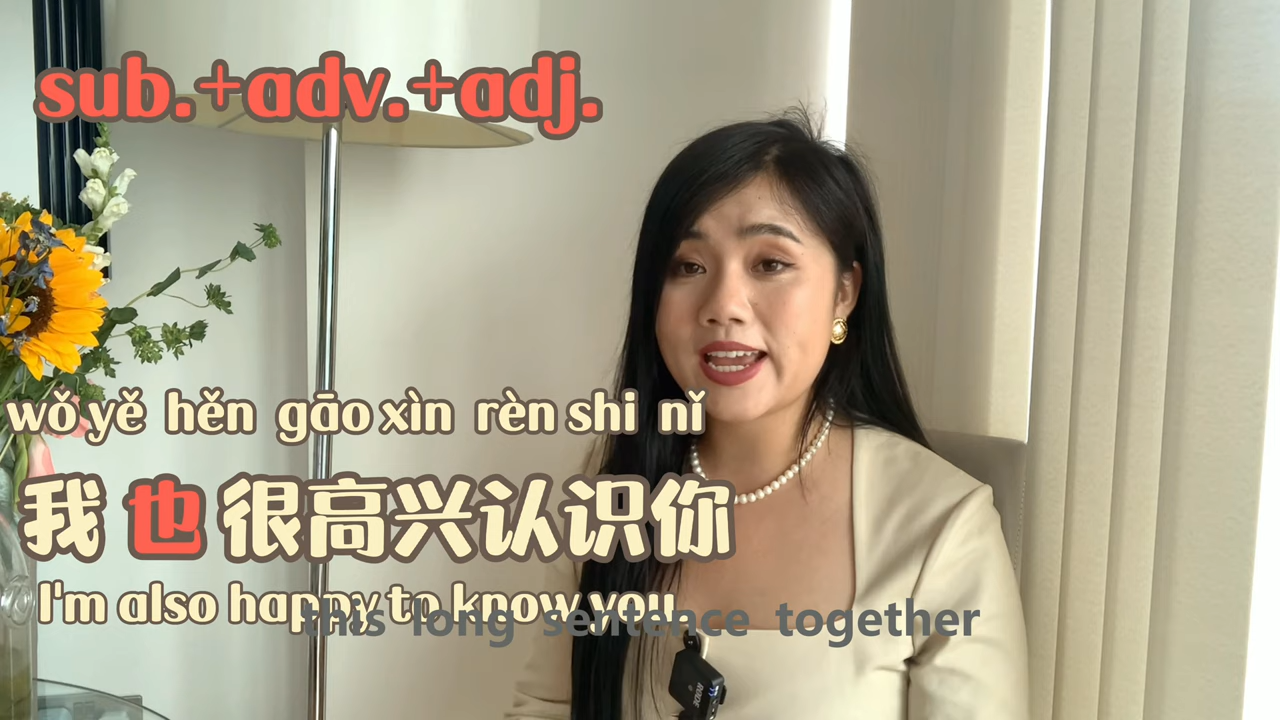 sub.+adv.+adj.
wǒ yě hěn gāo xìn rèn shi nǐ
我也很高兴认识你
I'm also happy to know you
this long sentence together